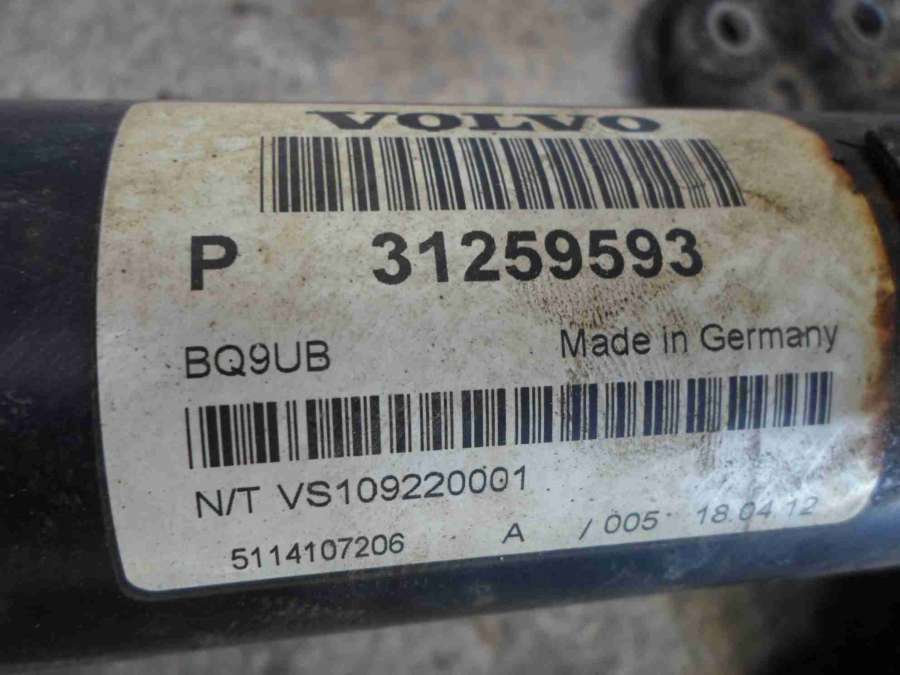 VOLVO
P 31259593
BQ9UB Made in Germany
N/T VS109220001
5114107206 A / 005 18.04.12